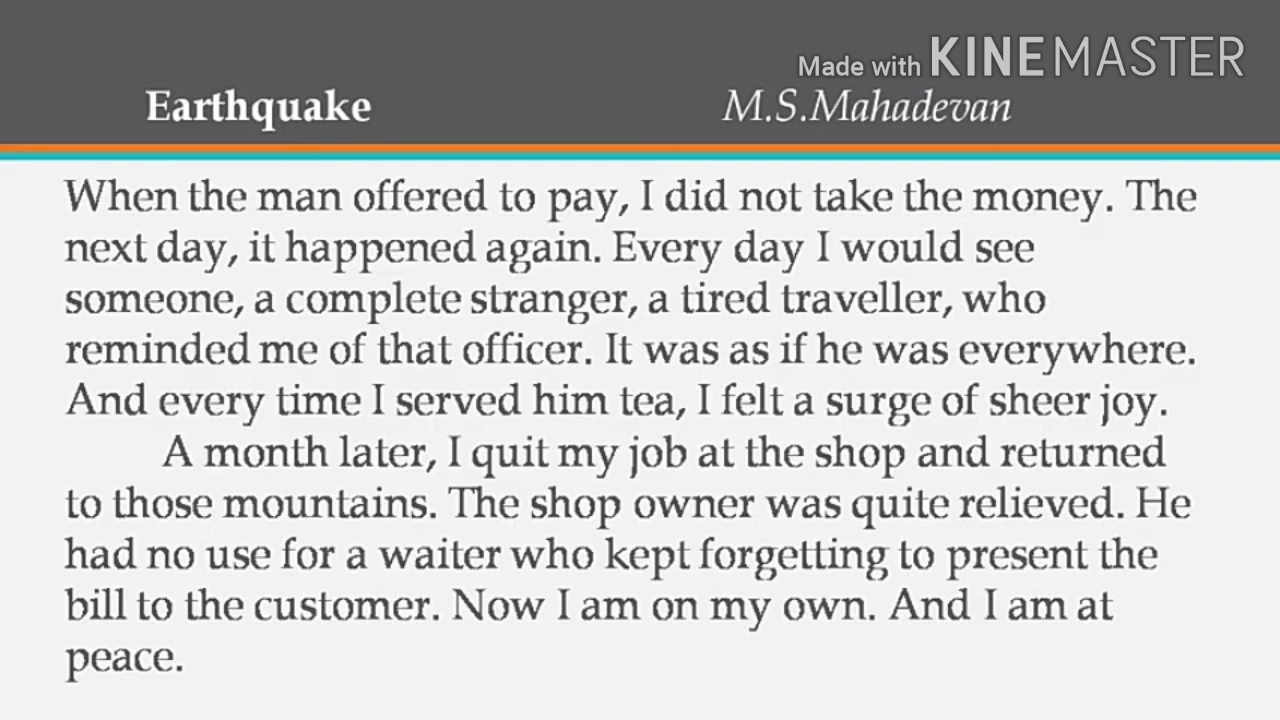 Made with KINEMASTER
Earthquake M.S.Mahadevan
When the man offered to pay, I did not take the money. The
next day, it happened again. Every day I would see
someone, a complete stranger, a tired traveller, who
reminded me of that officer. It was as if he was everywhere.
And every time I served him tea, I felt a surge of sheer joy.
A month later, I quit my job at the shop and returned
to those mountains. The shop owner was quite relieved. He
had no use for a waiter who kept forgetting to present the
bill to the customer. Now I am on my own. And I am at
peace.